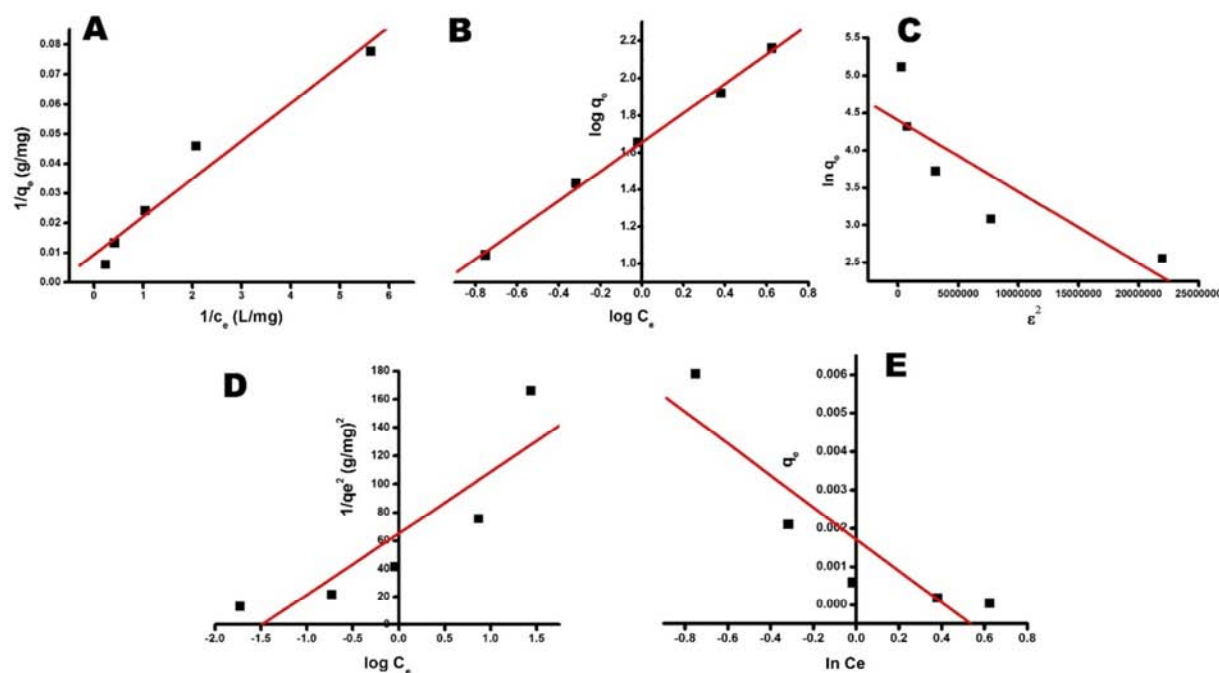 A
0.08
0.07
0.06
0.05
0.04
0.03
0.02
0.01
0.00
1/qₑ (g/mg)
0 1 2 3 4 5 6
1/cₑ (L/mg)
B
2.2
2.0
1.8
1.6
1.4
1.2
1.0
log qₑ
-0.8 -0.6 -0.4 -0.2 0.0 0.2 0.4 0.6 0.8
log Cₑ
C
5.5
5.0
4.5
4.0
3.5
3.0
2.5
ln qₑ
0 5000000 10000000 15000000 20000000 25000000
ε²
D
180
160
140
120
100
80
60
40
20
0
1/qe² (g/mg)²
-2.0 -1.5 -1.0 -0.5 0.0 0.5 1.0 1.5
log Cₑ
E
0.006
0.005
0.004
0.003
0.002
0.001
0.000
qₑ
-0.8 -0.6 -0.4 -0.2 0.0 0.2 0.4 0.6 0.8
ln Ce